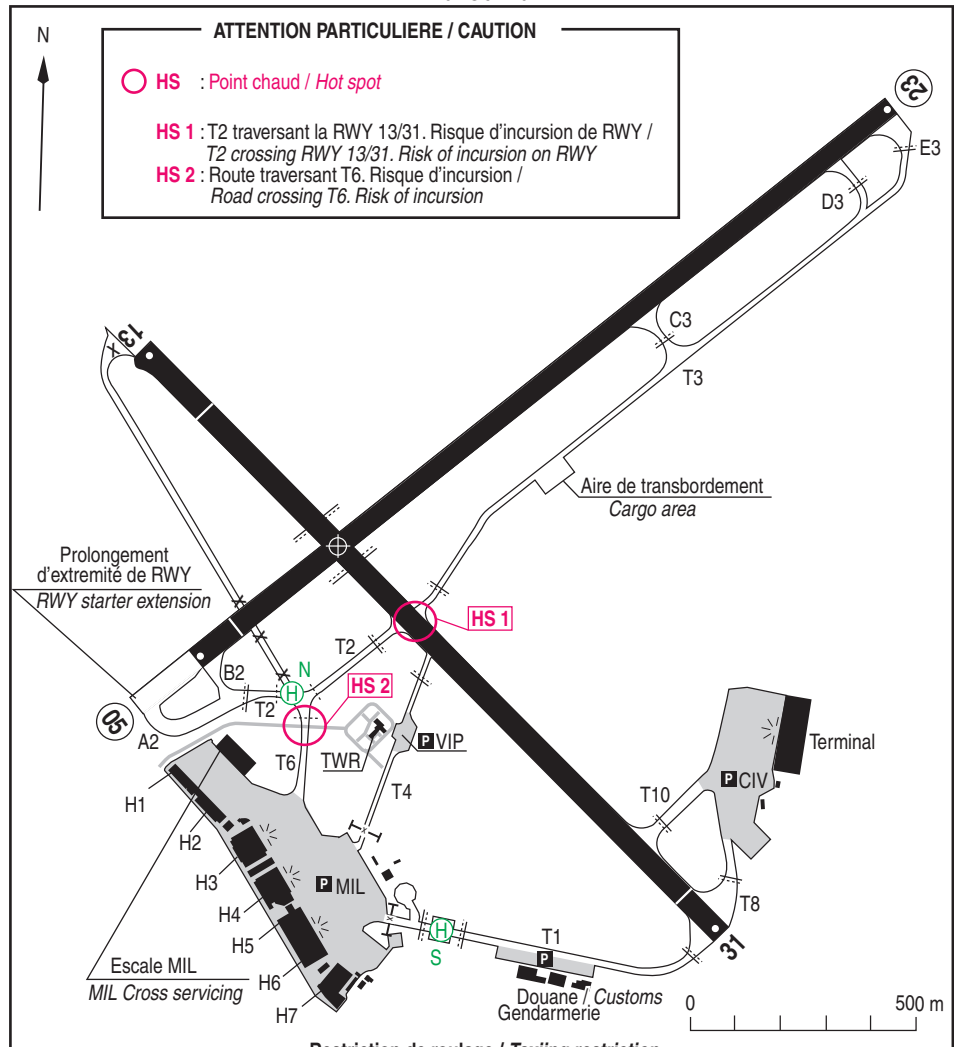 ATTENTION PARTICULIERE / CAUTION
N
HS : Point chaud / Hot spot
HS 1 : T2 traversant la RWY 13/31. Risque d'incursion de RWY /
T2 crossing RWY 13/31. Risk of incursion on RWY
HS 2 : Route traversant T6. Risque d'incursion /
Road crossing T6. Risk of incursion
23
E3
D3
C3
T3
13
X
Aire de transbordement
Cargo area
Prolongement
d'extremité de RWY
RWY starter extension
HS 1
T2
N
B2
H
HS 2
T2
05
A2
T6
TWR
P VIP
Terminal
P CIV
T10
T4
H1
H2
H3
P MIL
H4
T8
H5
H
T1
31
S
P
Escale MIL
MIL Cross servicing
H6
H7
Douane / Customs
Gendarmerie
0 500 m